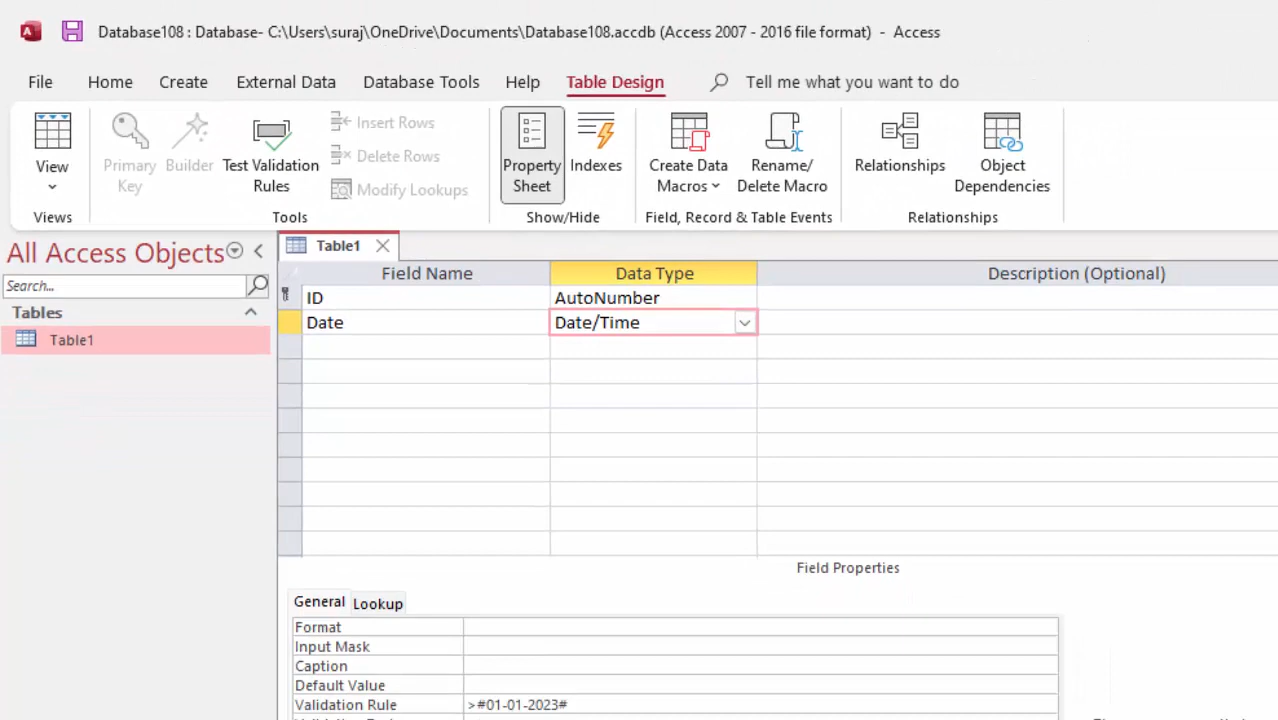 Database108 : Database- C:\Users\suraj\OneDrive\Documents\Database108.accdb (Access 2007 - 2016 file format) - Access
File Home Create External Data Database Tools Help Table Design Tell me what you want to do
View
Primary Key
Builder
Test Validation Rules
Insert Rows
Delete Rows
Modify Lookups
Property Sheet
Indexes
Create Data Macros
Rename/ Delete Macro
Relationships
Object Dependencies
Views Tools Show/Hide Field, Record & Table Events Relationships
All Access Objects
Search...
Tables
Table1
Table1
Field Name Data Type Description (Optional)
ID AutoNumber
Date Date/Time
Field Properties
General Lookup
Format
Input Mask
Caption
Default Value
Validation Rule >#01-01-2023#